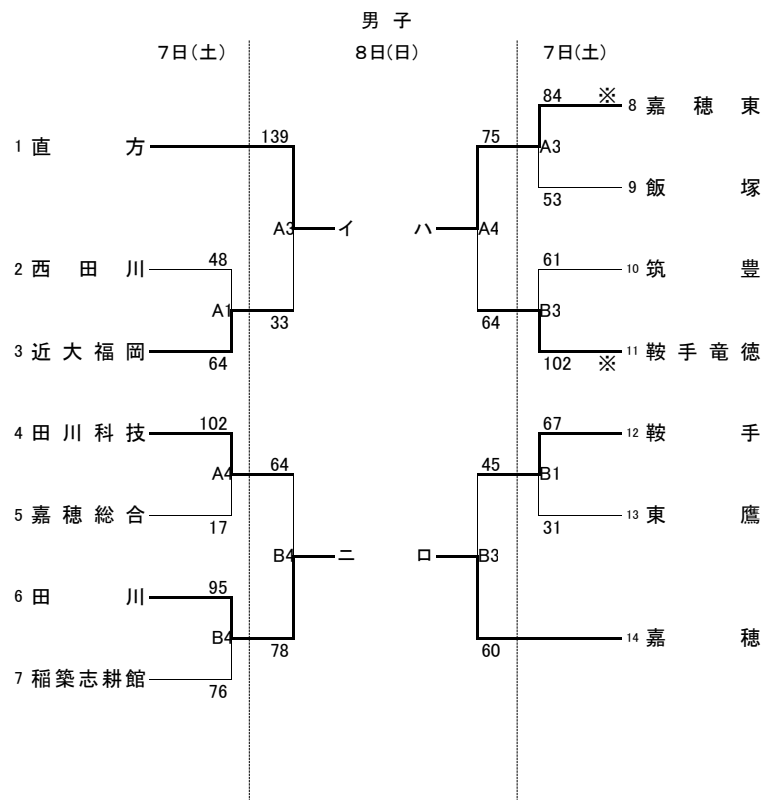 男 子
7日(土) 8日(日) 7日(土)
84 ※ 8 嘉 穂 東
139 75
1 直 方 A3
9 飯 塚
53
A3 イ ハ A4
2 西 田 川 48 61 10 筑 豊
A1 B3
33 64
3 近 大 福 岡 11 鞍 手 竜 徳
64 102 ※
4 田 川 科 技 102 67 12 鞍 手
64 45
A4 B1
5 嘉 穂 総 合 13 東 鷹
17 31
B4 ニ ロ B3
6 田 川 95
B4 14 嘉 穂
78 60
7 稲築志耕館
76